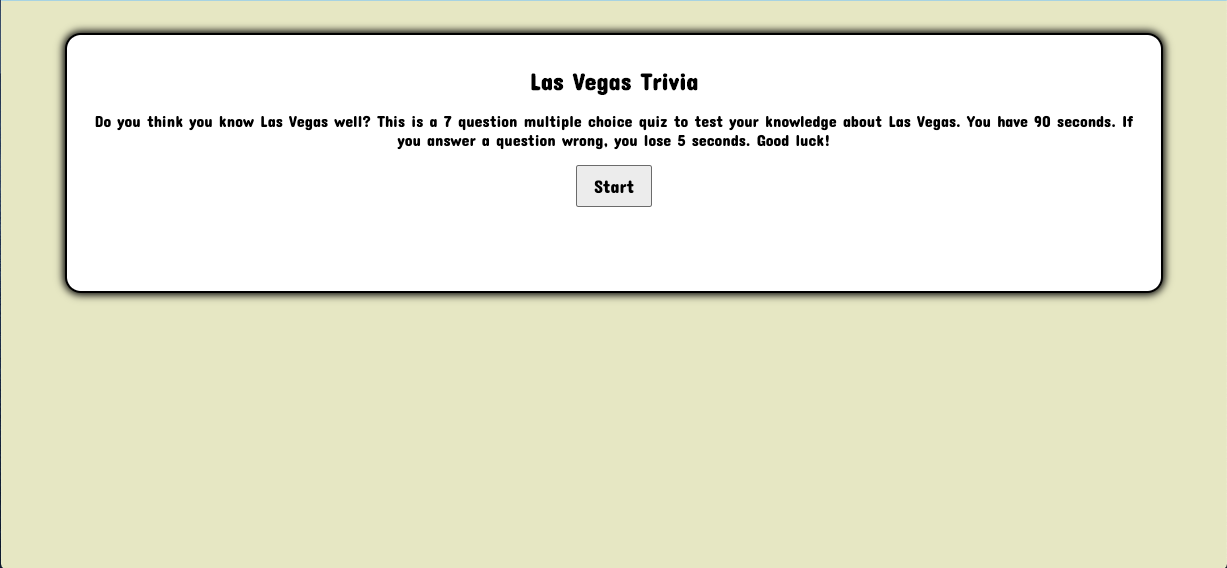 Las Vegas Trivia
Do you think you know Las Vegas well? This is a 7 question multiple choice quiz to test your knowledge about Las Vegas. You have 90 seconds. If
you answer a question wrong, you lose 5 seconds. Good luck!
Start